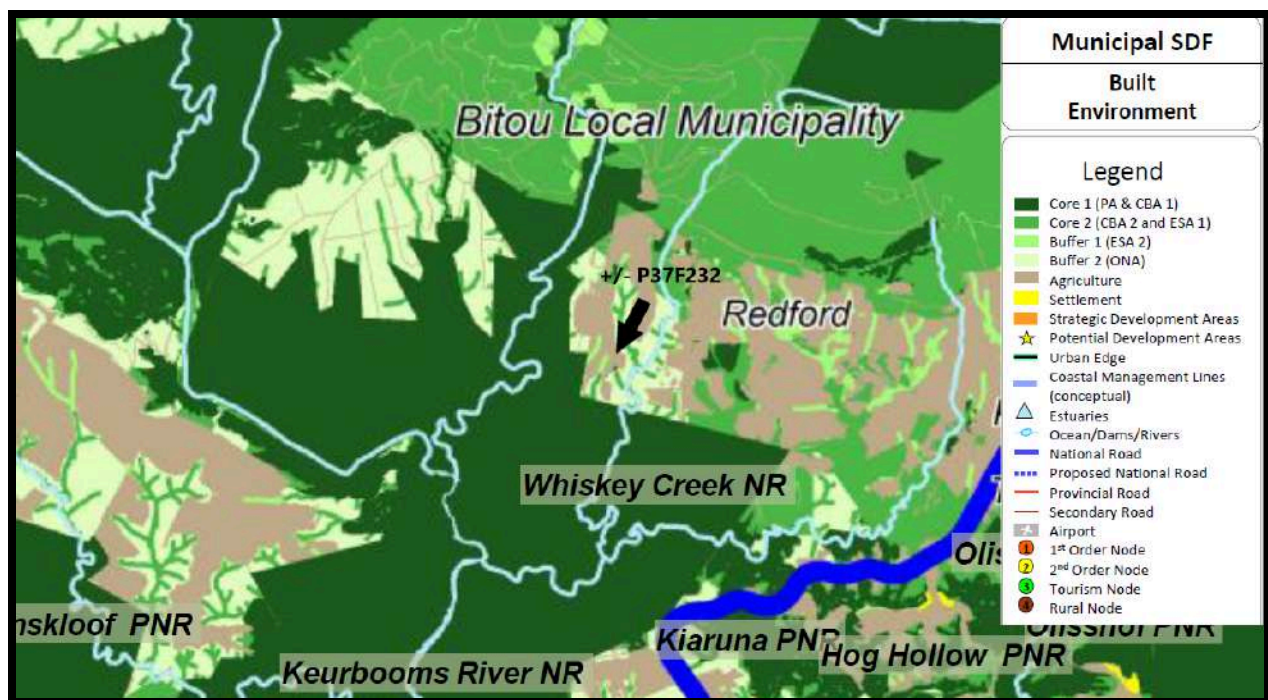 Municipal SDF
Built
Environment
Legend
Core 1 (PA & CBA 1)
Core 2 (CBA 2 and ESA 1)
Buffer 1 (ESA 2)
Buffer 2 (ONA)
Agriculture
Settlement
Strategic Development Areas
Potential Development Areas
Urban Edge
Coastal Management Lines
(conceptual)
Estuaries
Ocean/Dams/Rivers
National Road
Proposed National Road
Provincial Road
Secondary Road
Airport
1 1st Order Node
2 2nd Order Node
3 Tourism Node
4 Rural Node
Bitou Local Municipality
+/- P37F232
Redford
Whiskey Creek NR
nskloof PNR
Kiaruna PNR
Hog Hollow PNR
Keurbooms River NR